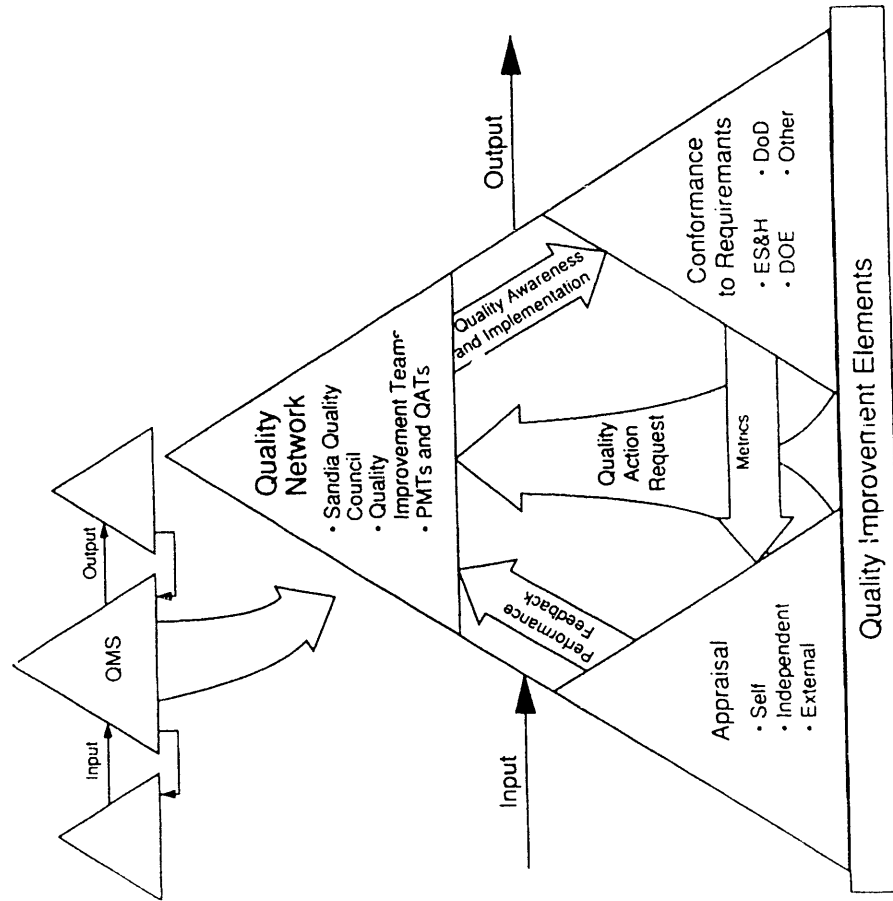 Input
Output
QMS
Quality
Network
• Sandia Quality
Council
• Quality
Improvement Teams
• PMTs and QATs
Input
Output
Performance
Feedback
Quality Awareness
and Implementation
Quality
Action
Request
Metrics
Appraisal
• Self
• Independent
• External
Conformance
to Requiremants
• ES&H • DoD
• DOE • Other
Quality Improvement Elements